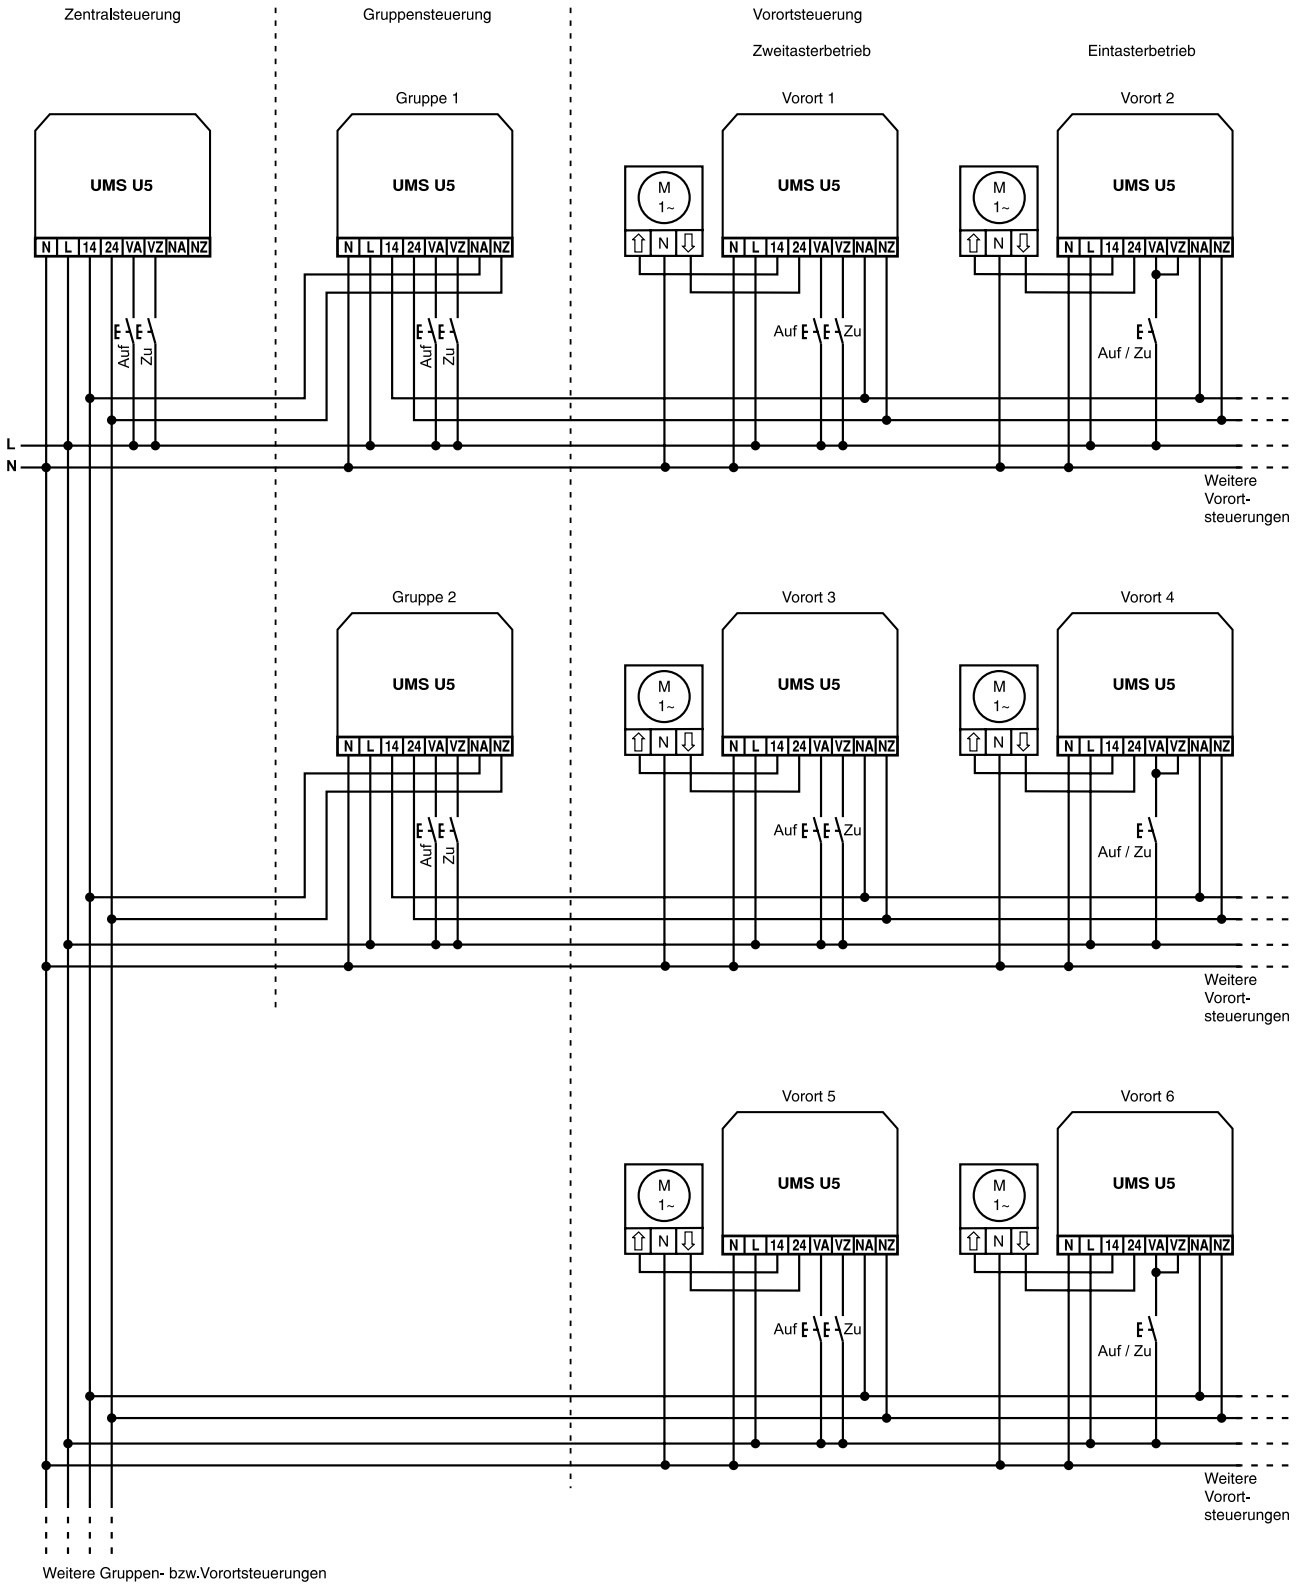 Zentralsteuerung
Gruppensteuerung
Vorortsteuerung
Zweitasterbetrieb
Eintasterbetrieb
Gruppe 1
Vorort 1
Vorort 2
UMS U5
UMS U5
M
1~
UMS U5
M
1~
UMS U5
N L 14 24 VA VZ NA NZ
N L 14 24 VA VZ NA NZ
N
N L 14 24 VA VZ NA NZ
N
N L 14 24 VA VZ NA NZ
Auf
Zu
Auf
Zu
Auf
Zu
Auf / Zu
L
N
Weitere
Vorort-
steuerungen
Gruppe 2
Vorort 3
Vorort 4
UMS U5
M
1~
UMS U5
M
1~
UMS U5
N L 14 24 VA VZ NA NZ
N
N L 14 24 VA VZ NA NZ
N
N L 14 24 VA VZ NA NZ
Auf
Zu
Auf
Zu
Auf / Zu
Weitere
Vorort-
steuerungen
Vorort 5
Vorort 6
M
1~
UMS U5
M
1~
UMS U5
N
N L 14 24 VA VZ NA NZ
N
N L 14 24 VA VZ NA NZ
Auf
Zu
Auf / Zu
Weitere
Vorort-
steuerungen
Weitere Gruppen- bzw.Vorortsteuerungen